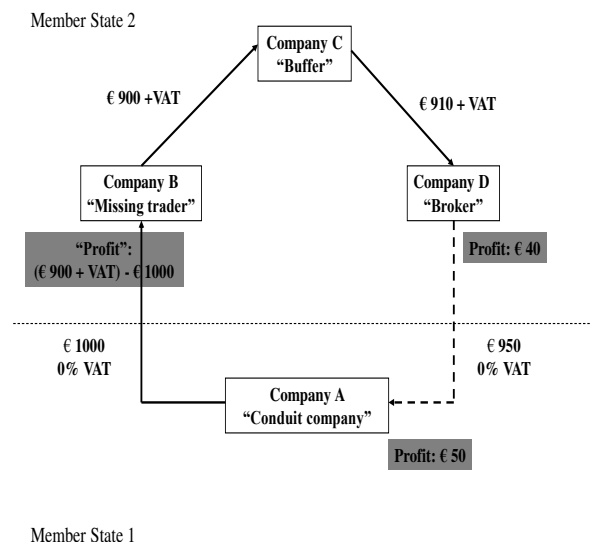 Member State 2
Company C
“Buffer”
€ 900 +VAT
€ 910 + VAT
Company B
“Missing trader”
Company D
“Broker”
“Profit”:
(€ 900 + VAT) - € 1000
Profit: € 40
€ 1000
0% VAT
€ 950
0% VAT
Company A
“Conduit company”
Profit: € 50
Member State 1